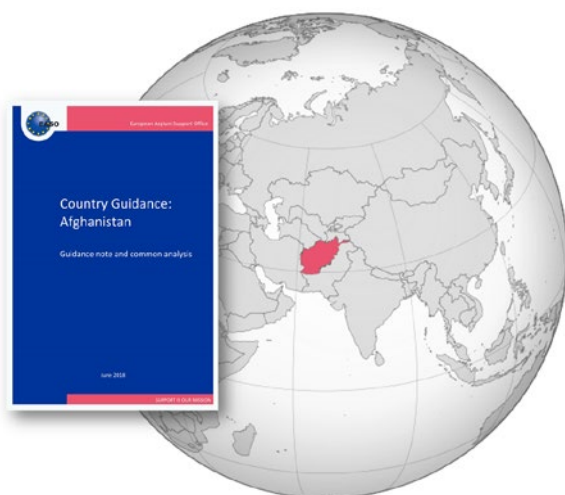 EASO
European Asylum Support Office
Country Guidance:
Afghanistan
Guidance note and common analysis
June 2018
SUPPORT IS OUR MISSION